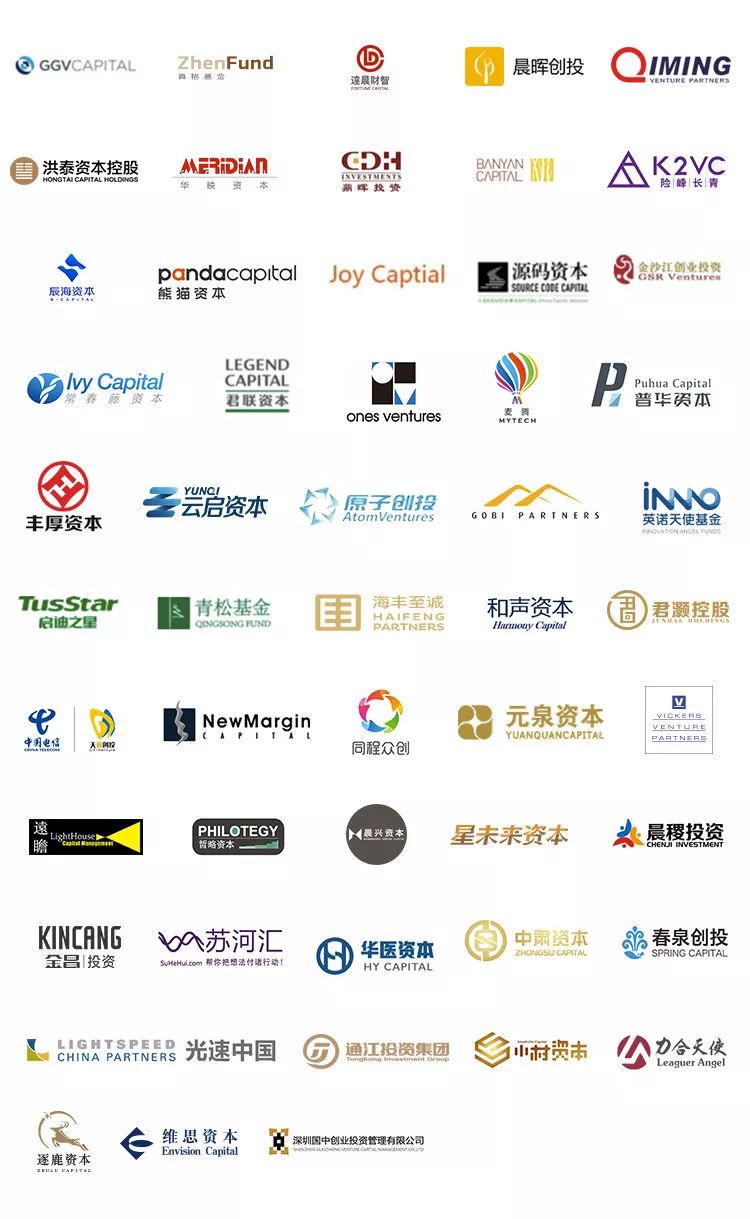 GGVCAPITAL
ZhenFund
真格基金
達晨財智
FORTUNE CAPITAL
晨晖创投
QIMING
VENTURE PARTNERS
洪泰资本控股
HONGTAI CAPITAL HOLDINGS
MERIDIAN
华映资本
CDH
INVESTMENTS
鼎晖投资
BANYAN
CAPITAL
K2VC
险|峰|长|青
辰海资本
pandacapital
熊猫资本
Joy Captial
源码资本
SOURCE CODE CAPITAL
金沙江创业投资
GSR Ventures
Ivy Capital
常春藤资本
LEGEND
CAPITAL
君联资本
ones ventures
麦腾
MYTECH
Puhua Capital
普华资本
丰厚资本
YUNQI
云启资本
原子创投
AtomVentures
GOBI PARTNERS
INNO
英诺天使基金
INNOVATION ANGEL FUNDS
TusStar
启迪之星
青松基金
QINGSONG FUND
海丰至诚
HAIFENG
PARTNERS
和声资本
Harmony Capital
君灏控股
JUNHAL HOLDINGS
中国电信
CHINA TELECOM
天翼创投
NewMargin
CAPITAL
同程众创
元泉资本
YUANQUANCAPITAL
V
VICKERS
VENTURE
PARTNERS
遠瞻
LightHouse
Capital Management
PHILOTEGY
哲略资本
晨兴资本
星未来资本
晨稷投资
CHENJI INVESTMENT
KINCANG
金昌|投资
苏河汇
SuHeHui.com 帮你把想法付诸行动！
华医资本
HY CAPITAL
中肃资本
ZHONGSU CAPITAL
春泉创投
SPRING CAPITAL
LIGHTSPEED
CHINA PARTNERS 光速中国
通江投资集团
Tongkong Investment Group
小村资本
力合天使
Leaguer Angel
逐鹿资本
ZHULU CAPITAL
维思资本
Envision Capital
深圳国中创业投资管理有限公司